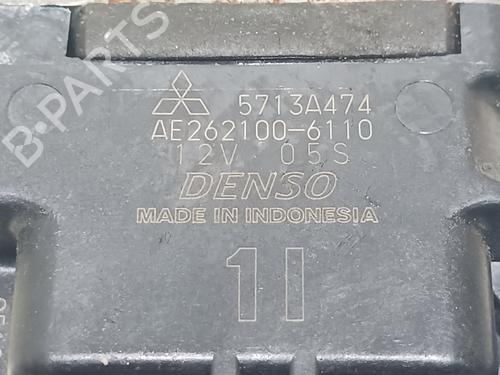 B-PARTS
5713A474
AE262100-6110
12V 05S
DENSO
MADE IN INDONESIA
1I